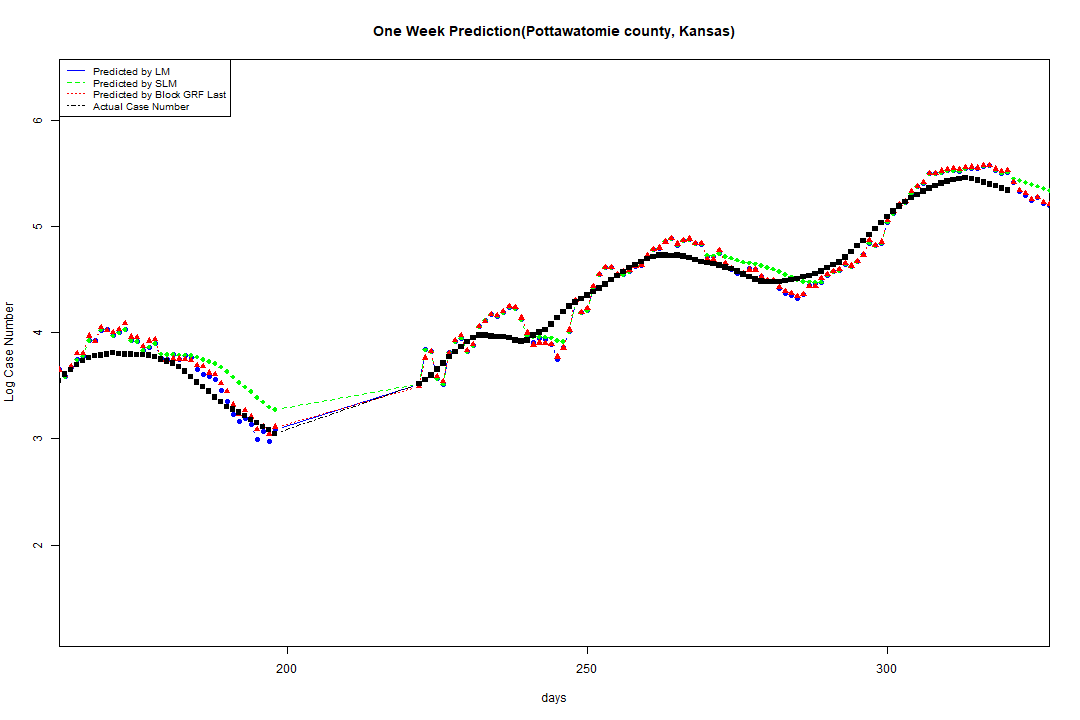 One Week Prediction(Pottawatomie county, Kansas)
Predicted by LM
Predicted by SLM
Predicted by Block GRF Last
Actual Case Number
Log Case Number
6
5
4
3
2
200 250 300
days